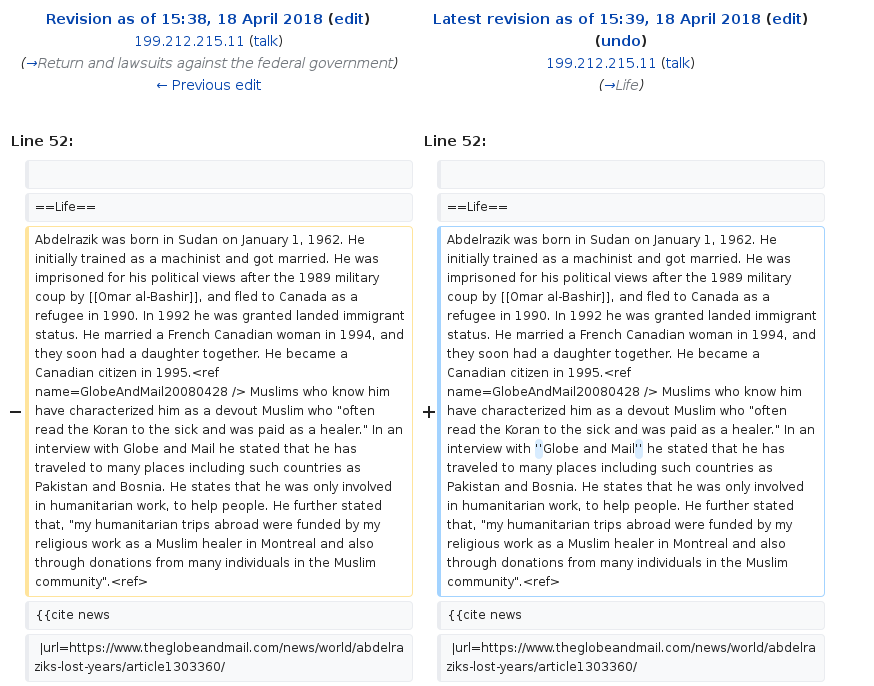 Revision as of 15:38, 18 April 2018 (edit)
199.212.215.11 (talk)
(→Return and lawsuits against the federal government)
← Previous edit
Latest revision as of 15:39, 18 April 2018 (edit)
(undo)
199.212.215.11 (talk)
(→Life)
Line 52:
Line 52:
==Life==
==Life==
−
Abdelrazik was born in Sudan on January 1, 1962. He
initially trained as a machinist and got married. He was
imprisoned for his political views after the 1989 military
coup by [[Omar al-Bashir]], and fled to Canada as a
refugee in 1990. In 1992 he was granted landed immigrant
status. He married a French Canadian woman in 1994, and
they soon had a daughter together. He became a
Canadian citizen in 1995.<ref
name=GlobeAndMail20080428 /> Muslims who know him
have characterized him as a devout Muslim who "often
read the Koran to the sick and was paid as a healer." In an
interview with Globe and Mail he stated that he has
traveled to many places including such countries as
Pakistan and Bosnia. He states that he was only involved
in humanitarian work, to help people. He further stated
that, "my humanitarian trips abroad were funded by my
religious work as a Muslim healer in Montreal and also
through donations from many individuals in the Muslim
community".<ref>
+
Abdelrazik was born in Sudan on January 1, 1962. He
initially trained as a machinist and got married. He was
imprisoned for his political views after the 1989 military
coup by [[Omar al-Bashir]], and fled to Canada as a
refugee in 1990. In 1992 he was granted landed immigrant
status. He married a French Canadian woman in 1994, and
they soon had a daughter together. He became a
Canadian citizen in 1995.<ref
name=GlobeAndMail20080428 /> Muslims who know him
have characterized him as a devout Muslim who "often
read the Koran to the sick and was paid as a healer." In an
interview with ''Globe and Mail'' he stated that he has
traveled to many places including such countries as
Pakistan and Bosnia. He states that he was only involved
in humanitarian work, to help people. He further stated
that, "my humanitarian trips abroad were funded by my
religious work as a Muslim healer in Montreal and also
through donations from many individuals in the Muslim
community".<ref>
{{cite news
{{cite news
|url=https://www.theglobeandmail.com/news/world/abdelra
ziks-lost-years/article1303360/
|url=https://www.theglobeandmail.com/news/world/abdelra
ziks-lost-years/article1303360/